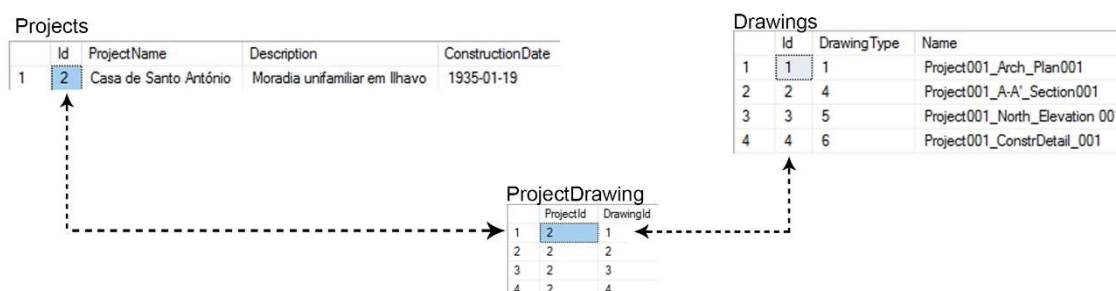 Projects
Id ProjectName Description ConstructionDate
1 2 Casa de Santo António Moradia unifamiliar em Ilhavo 1935-01-19
Drawings
Id DrawingType Name
1 1 1 Project001_Arch_Plan001
2 2 4 Project001_A-A'_Section001
3 3 5 Project001_North_Elevation 00
4 4 6 Project001_ConstrDetail_001
ProjectDrawing
ProjectId DrawingId
1 2 1
2 2 2
3 2 3
4 2 4